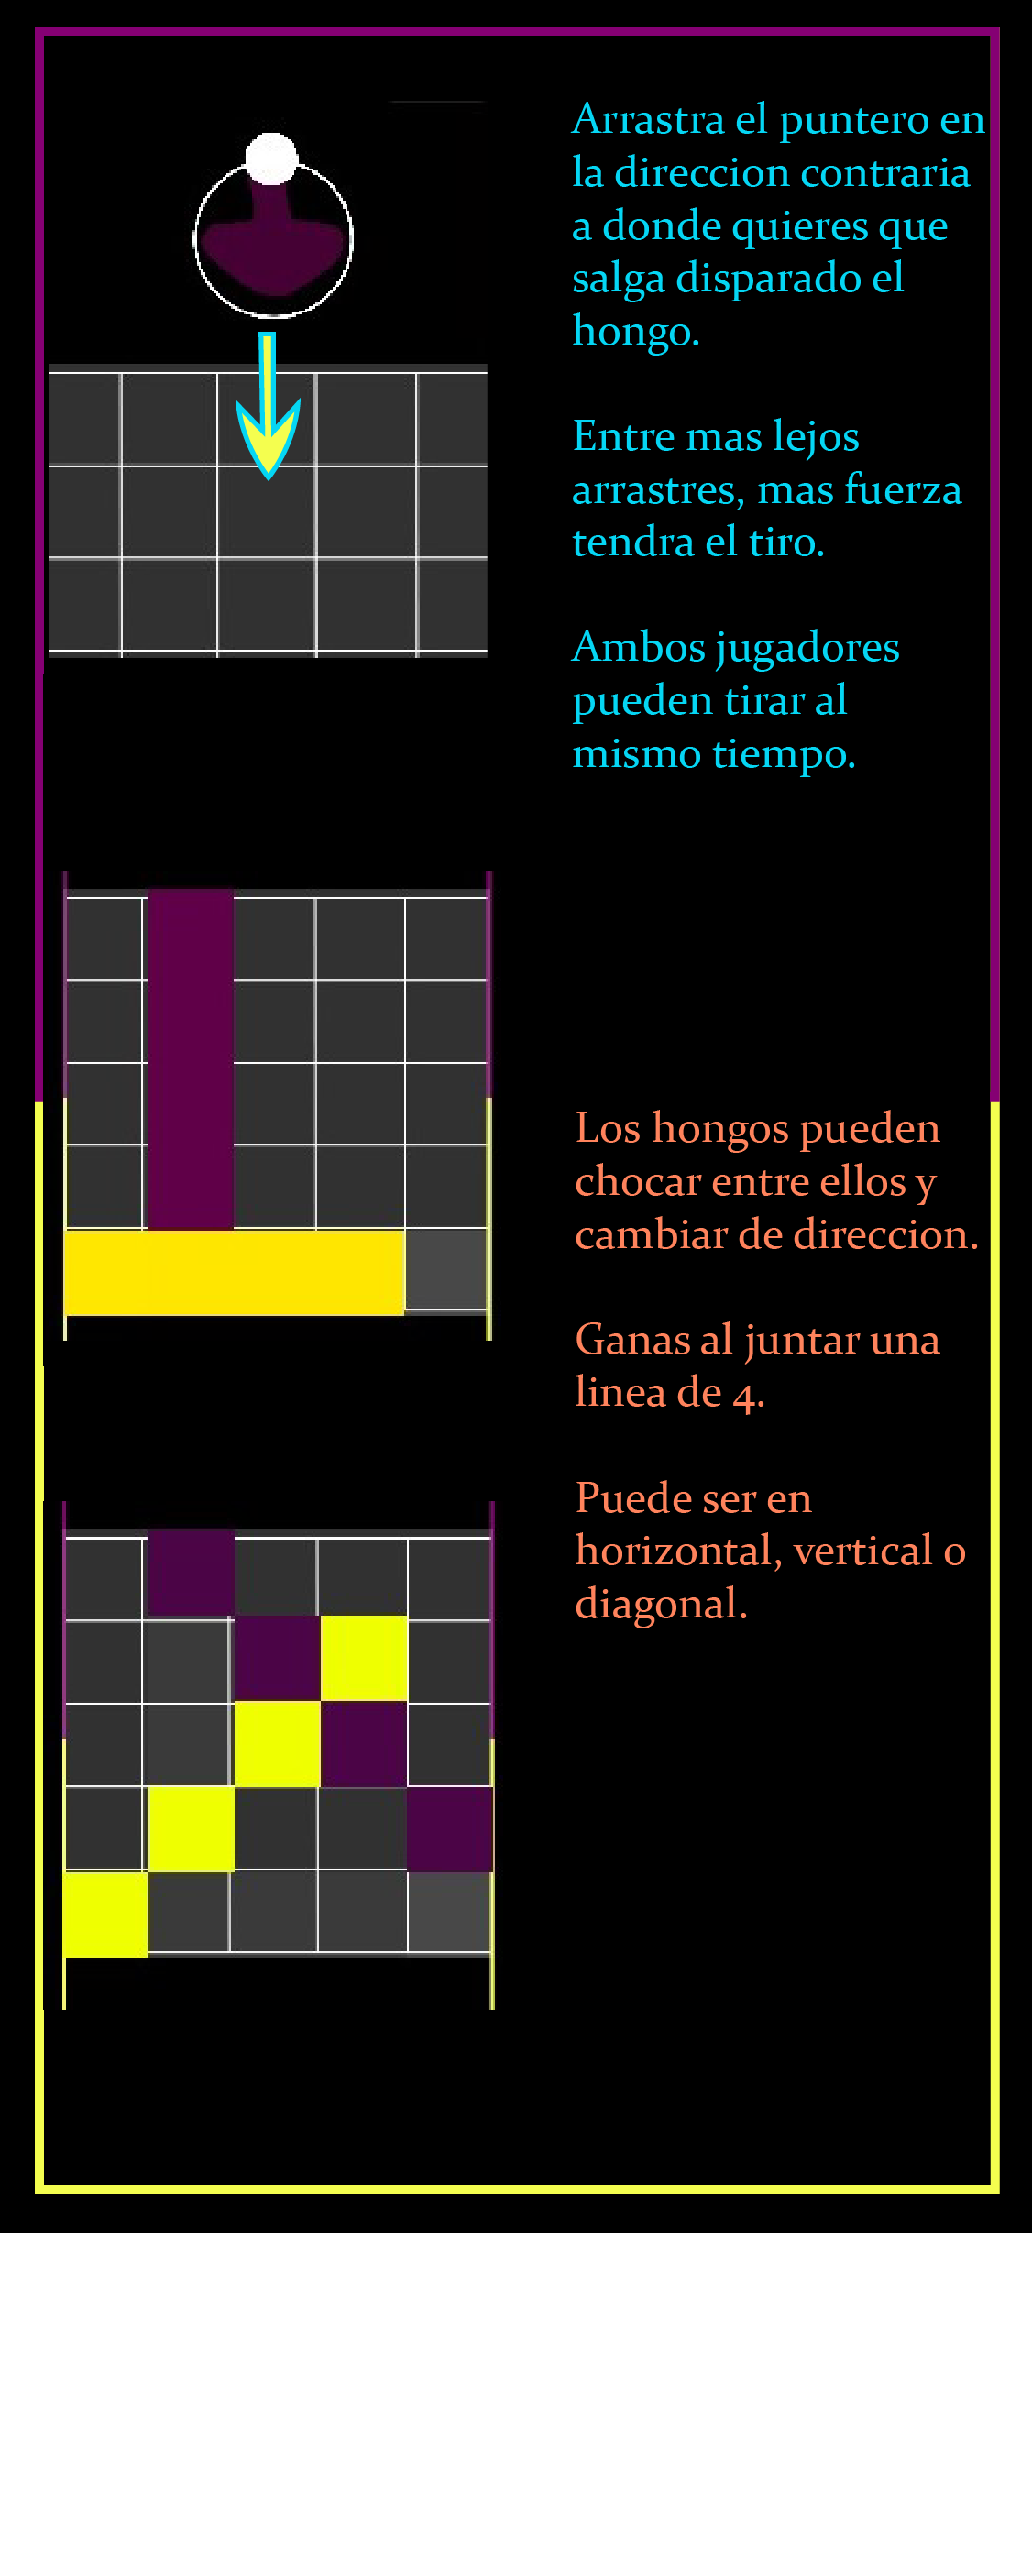 Arrastra el puntero en
la direccion contraria
a donde quieres que
salga disparado el
hongo.
Entre mas lejos
arrastres, mas fuerza
tendra el tiro.
Ambos jugadores
pueden tirar al
mismo tiempo.
Los hongos pueden
chocar entre ellos y
cambiar de direccion.
Ganas al juntar una
linea de 4.
Puede ser en
horizontal, vertical o
diagonal.